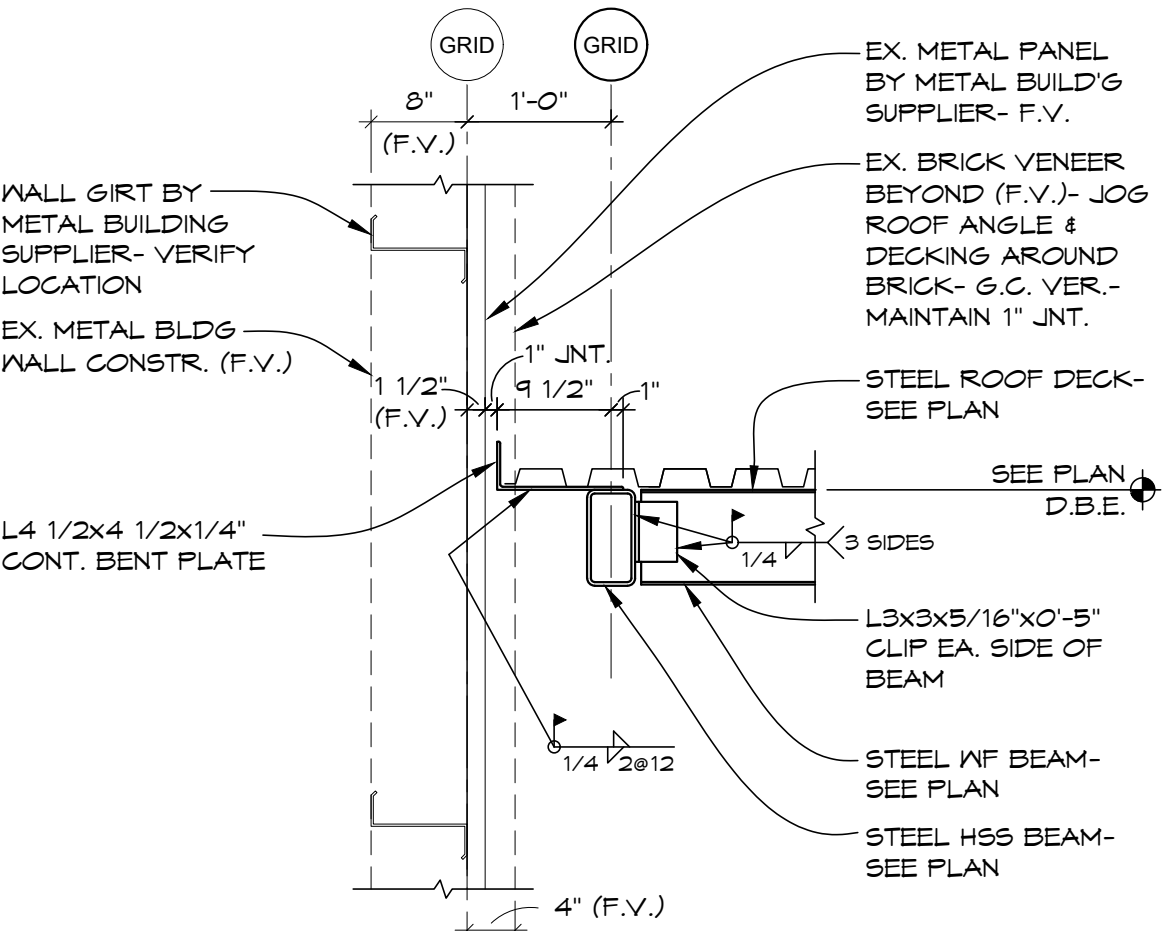 GRID
GRID
8"
1'-0"
(F.V.)
EX. METAL PANEL
BY METAL BUILD'G
SUPPLIER- F.V.
EX. BRICK VENEER
BEYOND (F.V.)- JOG
ROOF ANGLE &
DECKING AROUND
BRICK- G.C. VER.-
MAINTAIN 1" JNT.
WALL GIRT BY
METAL BUILDING
SUPPLIER- VERIFY
LOCATION
EX. METAL BLDG
WALL CONSTR. (F.V.)
1" JNT.
1 1/2"
(F.V.)
9 1/2"
1"
STEEL ROOF DECK-
SEE PLAN
SEE PLAN
D.B.E.
L4 1/2x4 1/2x1/4"
CONT. BENT PLATE
1/4
3 SIDES
L3x3x5/16"x0'-5"
CLIP EA. SIDE OF
BEAM
1/4
2@12
STEEL WF BEAM-
SEE PLAN
STEEL HSS BEAM-
SEE PLAN
4" (F.V.)